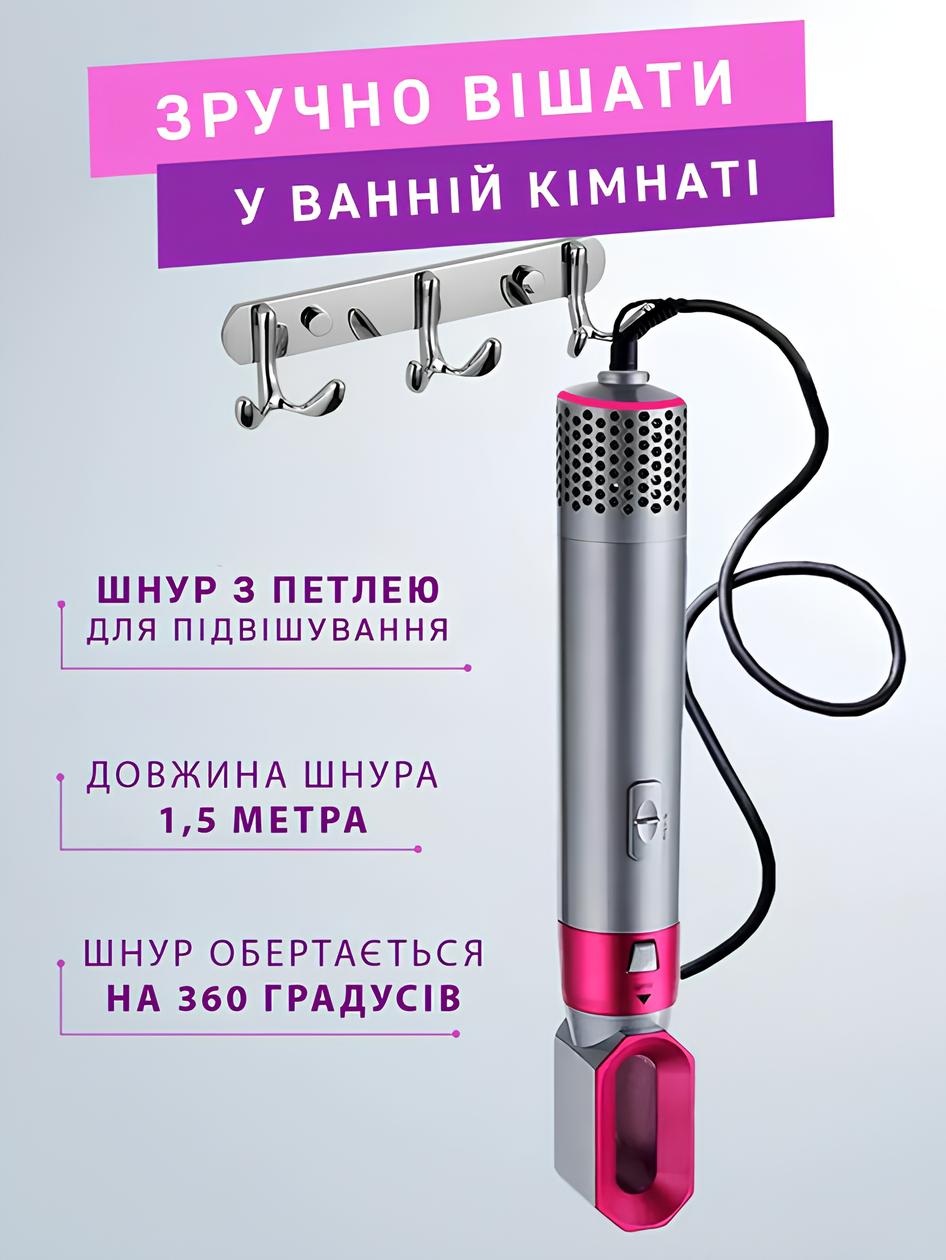 ЗРУЧНО ВІШАТИ
У ВАННІЙ КІМНАТІ
ШНУР З ПЕТЛЕЮ
ДЛЯ ПІДВІШУВАННЯ
ДОВЖИНА ШНУРА
1,5 МЕТРА
ШНУР ОБЕРТАЄТЬСЯ
НА 360 ГРАДУСІВ